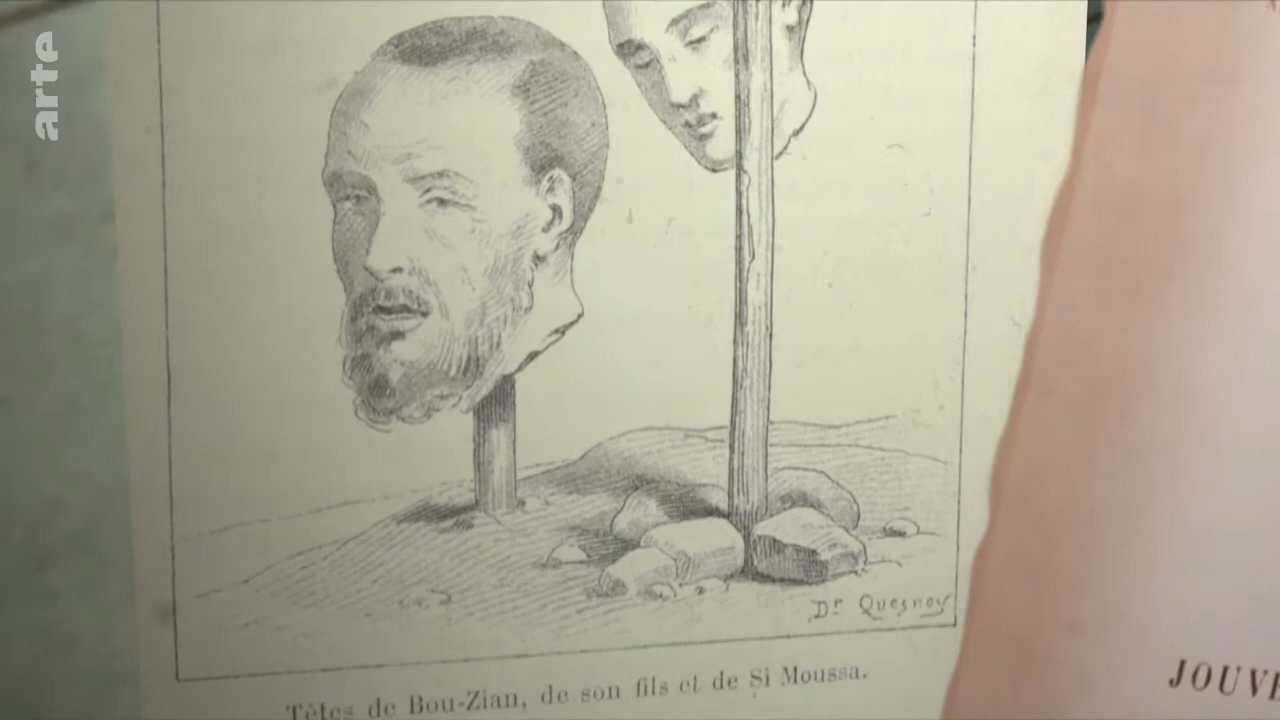 arte
Dr Quesnoy
Têtes de Bou-Zian, de son fils et de Si Moussa.
JOUVE